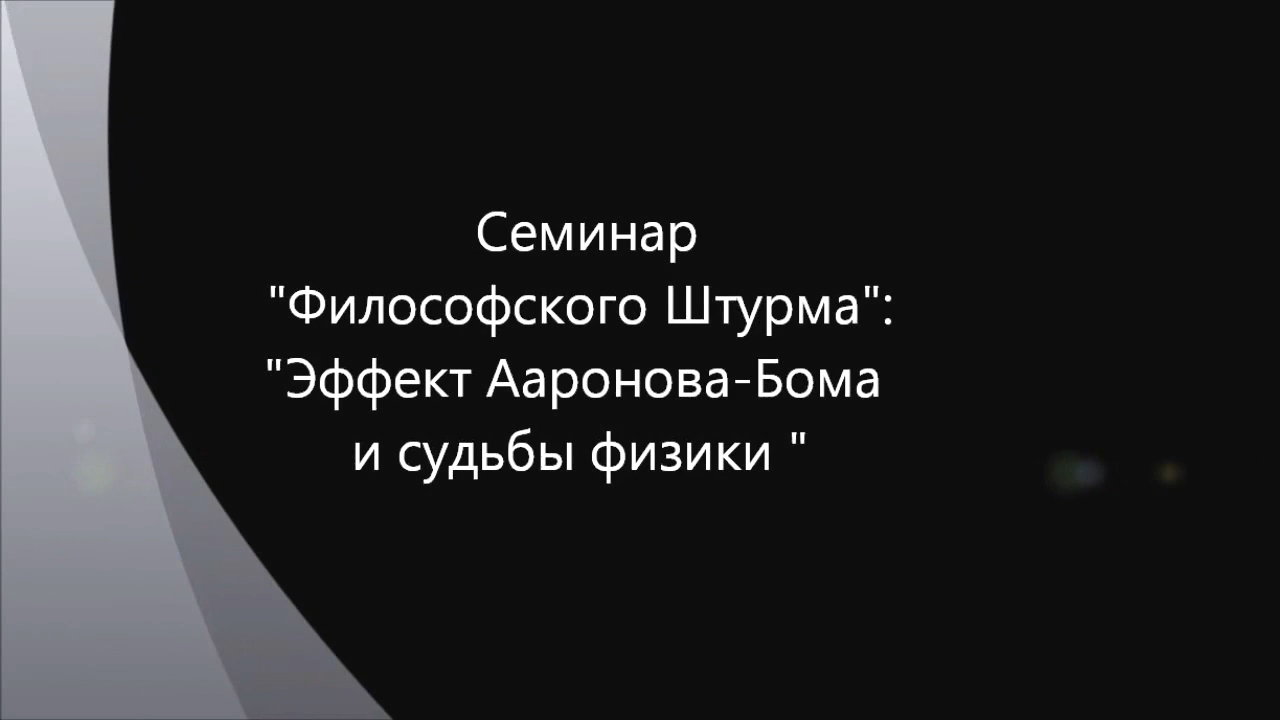 Семинар
"Философского Штурма":
"Эффект Ааронова-Бома
и судьбы физики "